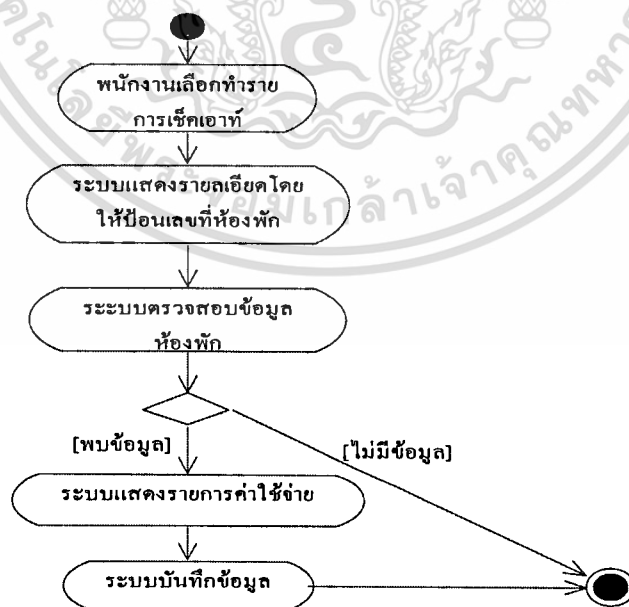 พนักงานเลือกทำราย
การเช็คเอาท์
ระบบแสดงรายลเอียดโดย
ให้ป้อนเลขที่ห้องพัก
ระะบบตรวจสอบข้อมูล
ห้องพัก
[พบข้อมูล]
[ไม่มีข้อมูล]
ระบบแสดงรายการค่าใช้จ่าย
ระบบบันทึกข้อมูล